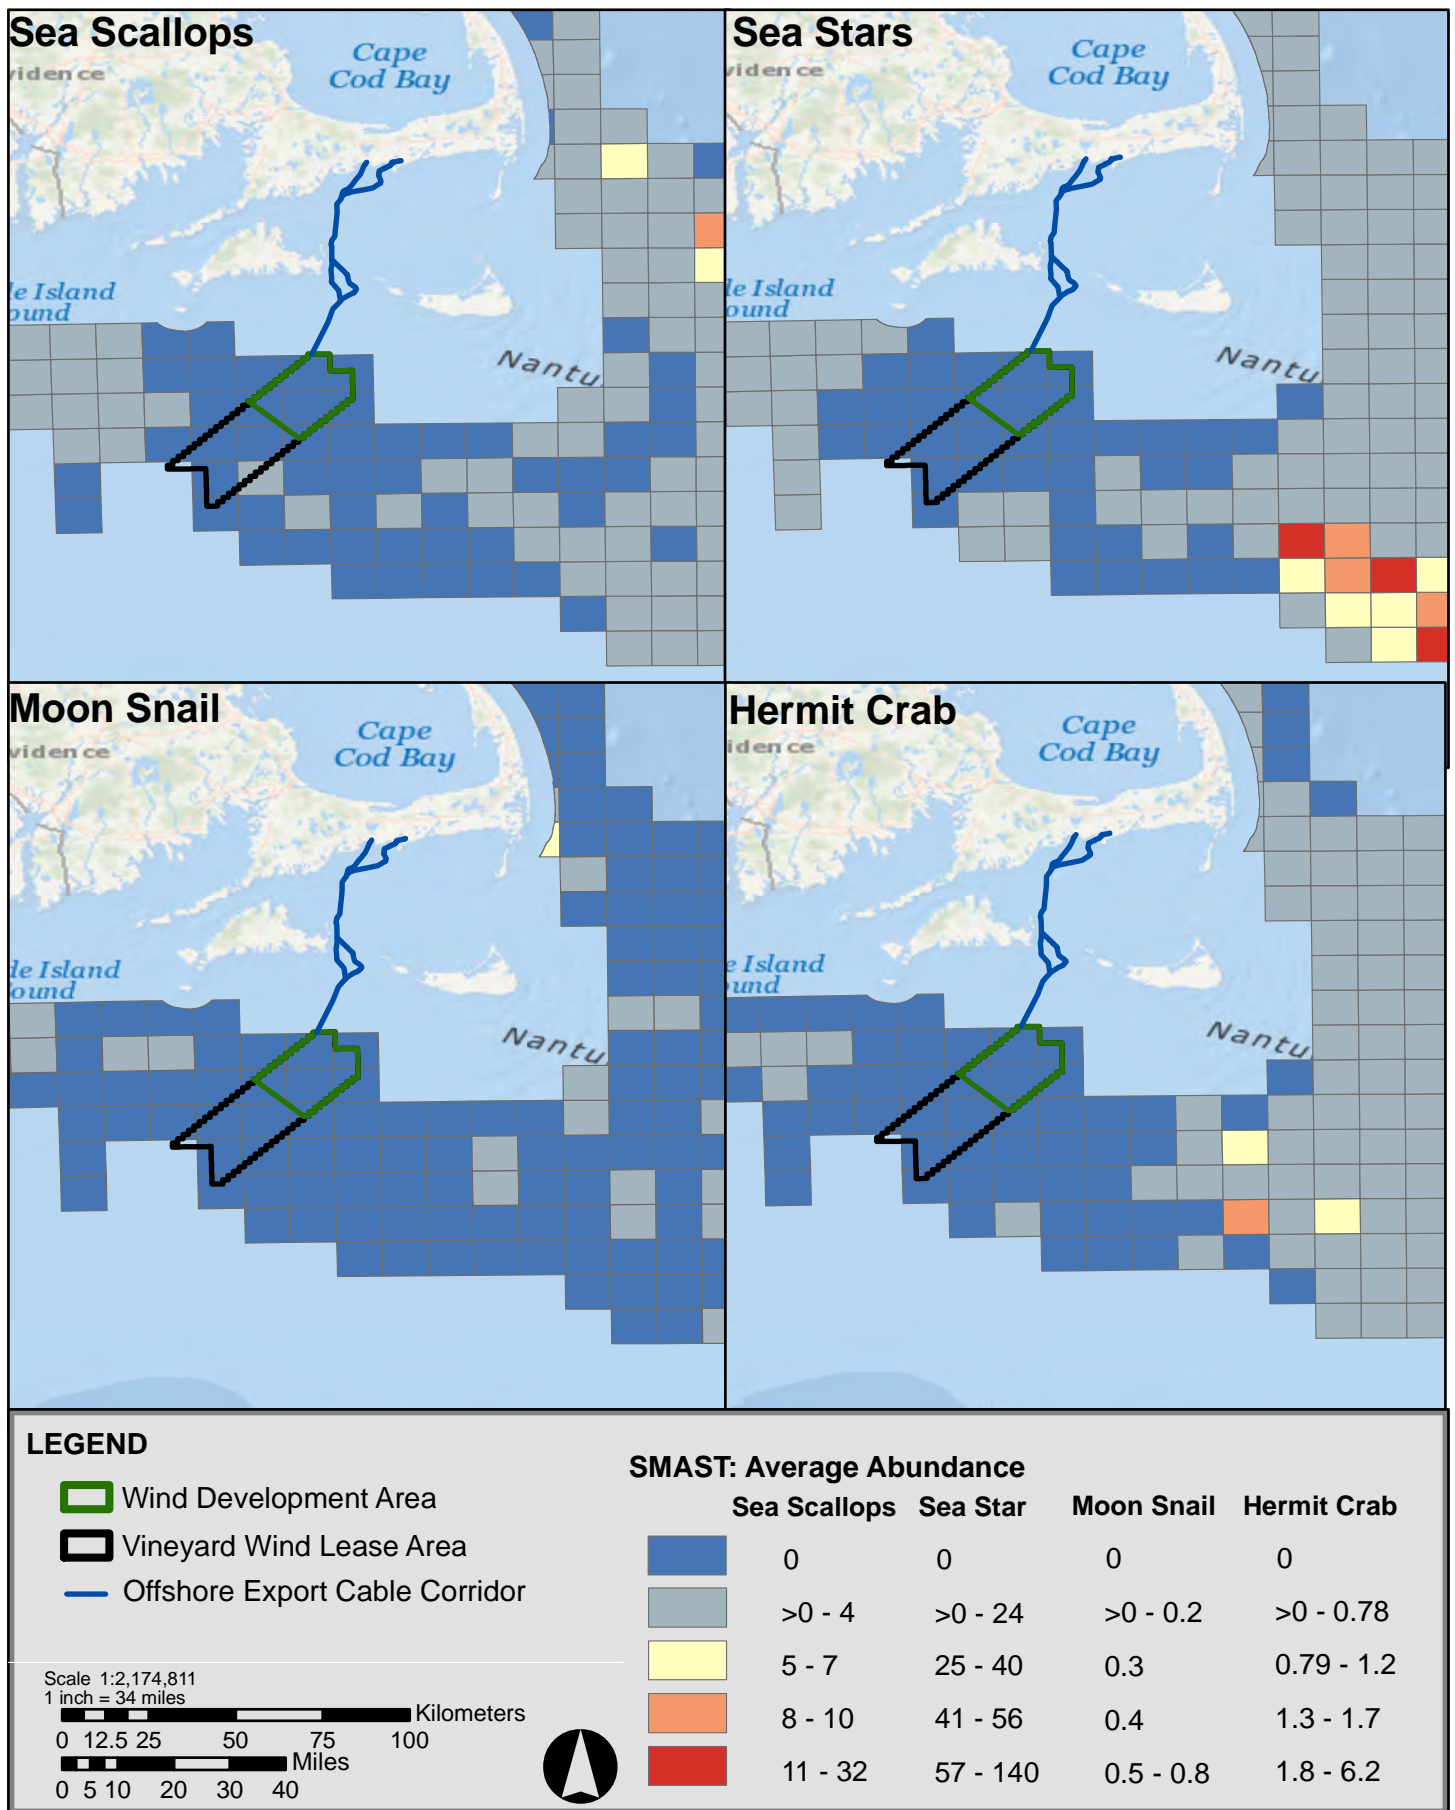 Sea Scallops
Cape
Cod Bay
vidence
le Island
ound
Nantu
Sea Stars
Cape
Cod Bay
vidence
le Island
ound
Nantu
Moon Snail
Cape
Cod Bay
vidence
de Island
ound
Nantu
Hermit Crab
Cape
Cod Bay
idence
e Island
und
Nantu
LEGEND
Wind Development Area
Vineyard Wind Lease Area
Offshore Export Cable Corridor
Scale 1:2,174,811
1 inch = 34 miles
Kilometers
0 12.5 25 50 75 100
Miles
0 5 10 20 30 40
SMAST: Average Abundance
Sea Scallops Sea Star Moon Snail Hermit Crab
0 0 0 0
>0 - 4 >0 - 24 >0 - 0.2 >0 - 0.78
5 - 7 25 - 40 0.3 0.79 - 1.2
8 - 10 41 - 56 0.4 1.3 - 1.7
11 - 32 57 - 140 0.5 - 0.8 1.8 - 6.2